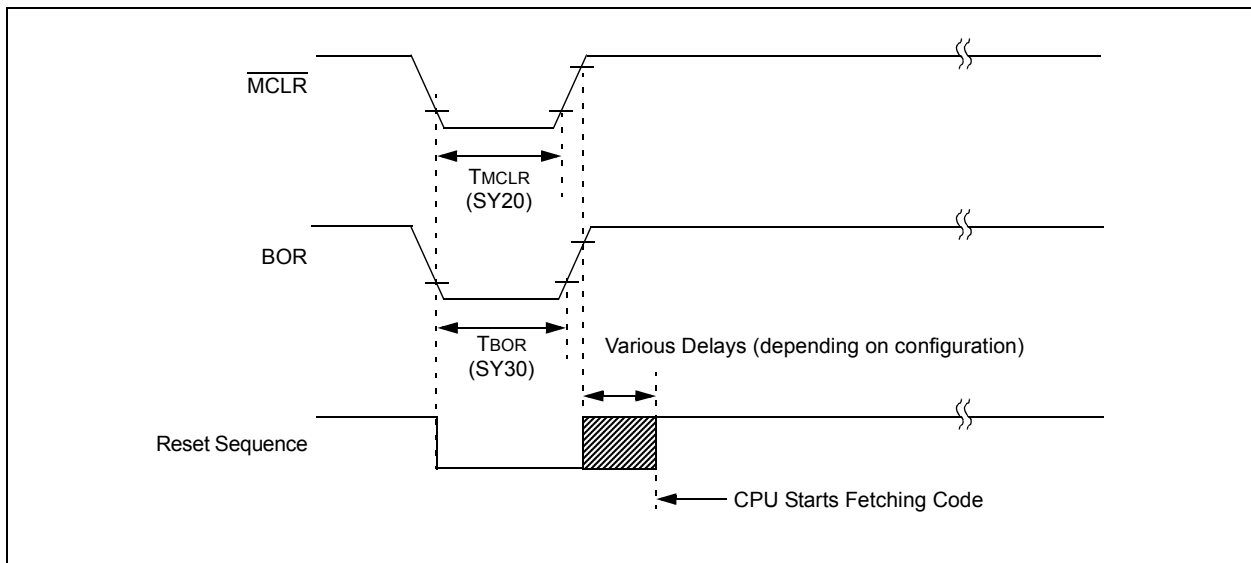 MCLR
TMCLR
(SY20)
BOR
TBOR
(SY30)
Various Delays (depending on configuration)
Reset Sequence
CPU Starts Fetching Code